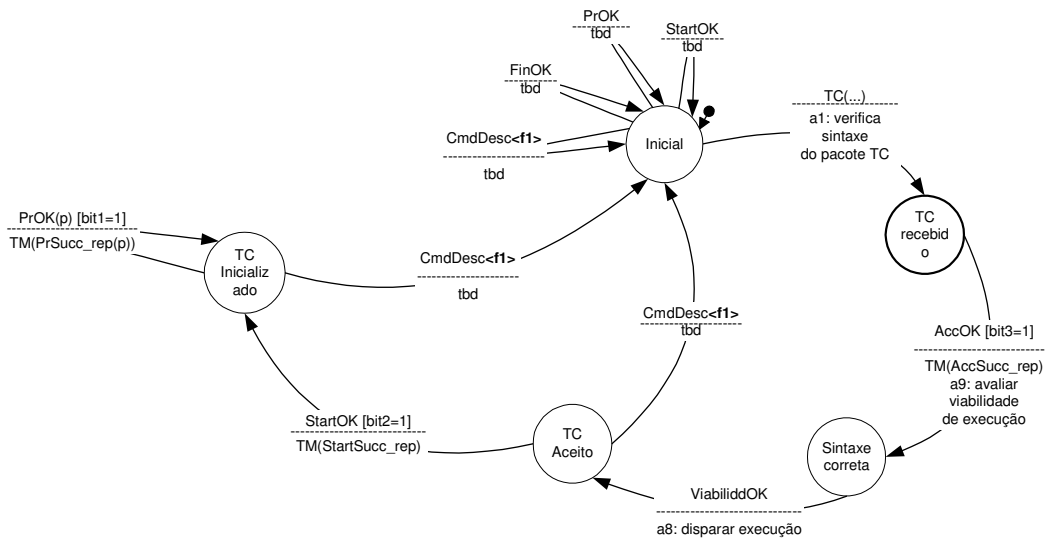 PrOK
tbd
StartOK
tbd
FinOK
tbd
CmdDesc<f1>
tbd
Inicial
TC(...)
a1: verifica
sintaxe
do pacote TC
PrOK(p) [bit1=1]
TM(PrSucc_rep(p))
TC
Inicializ
ado
CmdDesc<f1>
tbd
TC
recebid
o
CmdDesc<f1>
tbd
AccOK [bit3=1]
TM(AccSucc_rep)
a9: avaliar
viabilidade
de execução
StartOK [bit2=1]
TM(StartSucc_rep)
TC
Aceito
Sintaxe
correta
ViabiliddOK
a8: disparar execução